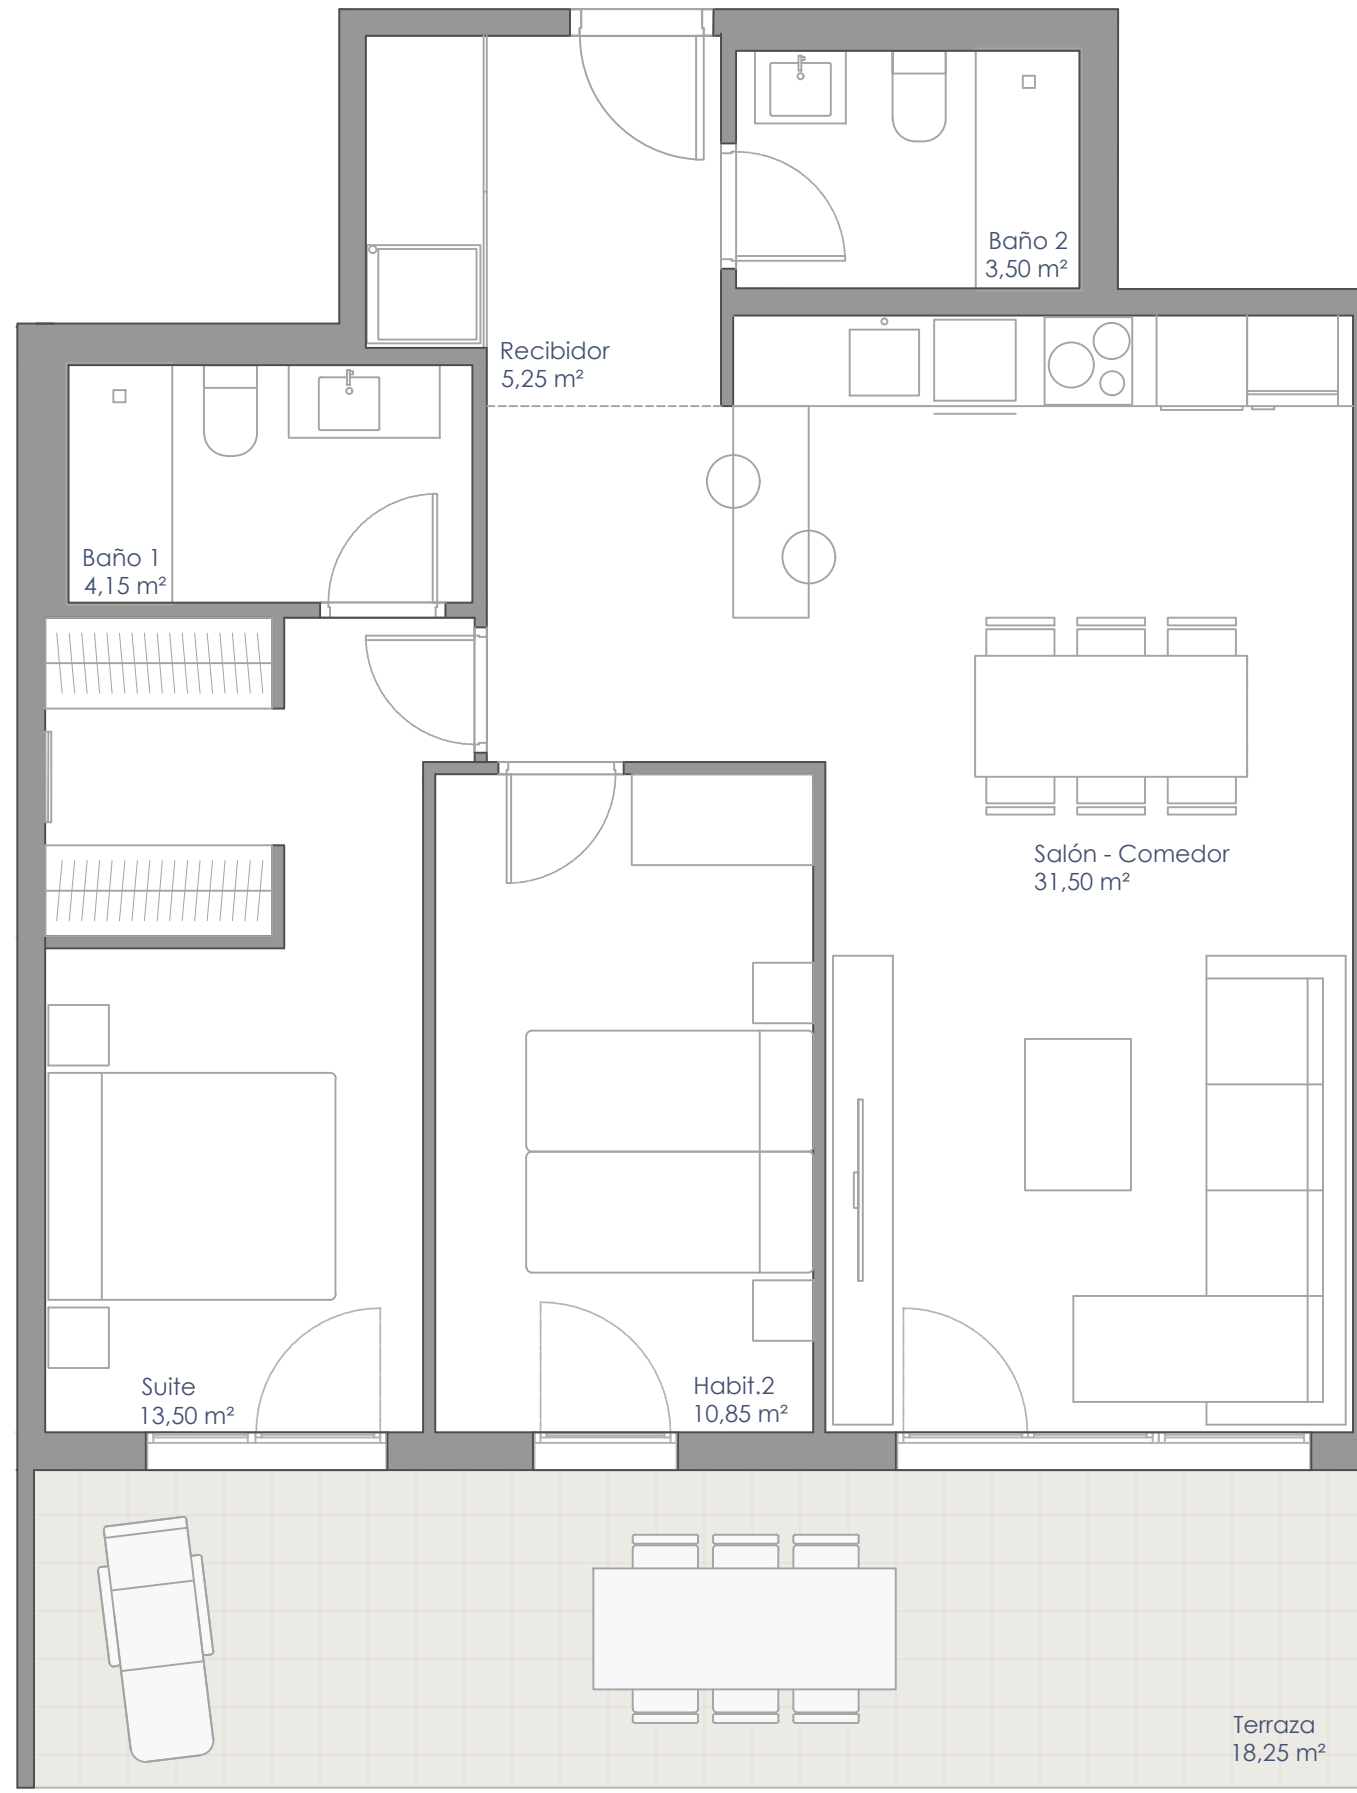 Baño 2
3,50 m²
Recibidor
5,25 m²
Baño 1
4,15 m²
Salón - Comedor
31,50 m²
Suite
13,50 m²
Habit.2
10,85 m²
Terraza
18,25 m²